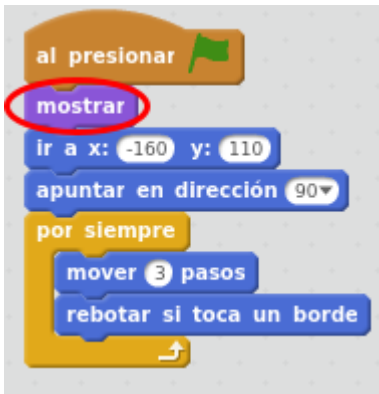 al presionar
mostrar
ir a x: -160 y: 110
apuntar en dirección 90
por siempre
mover 3 pasos
rebotar si toca un borde